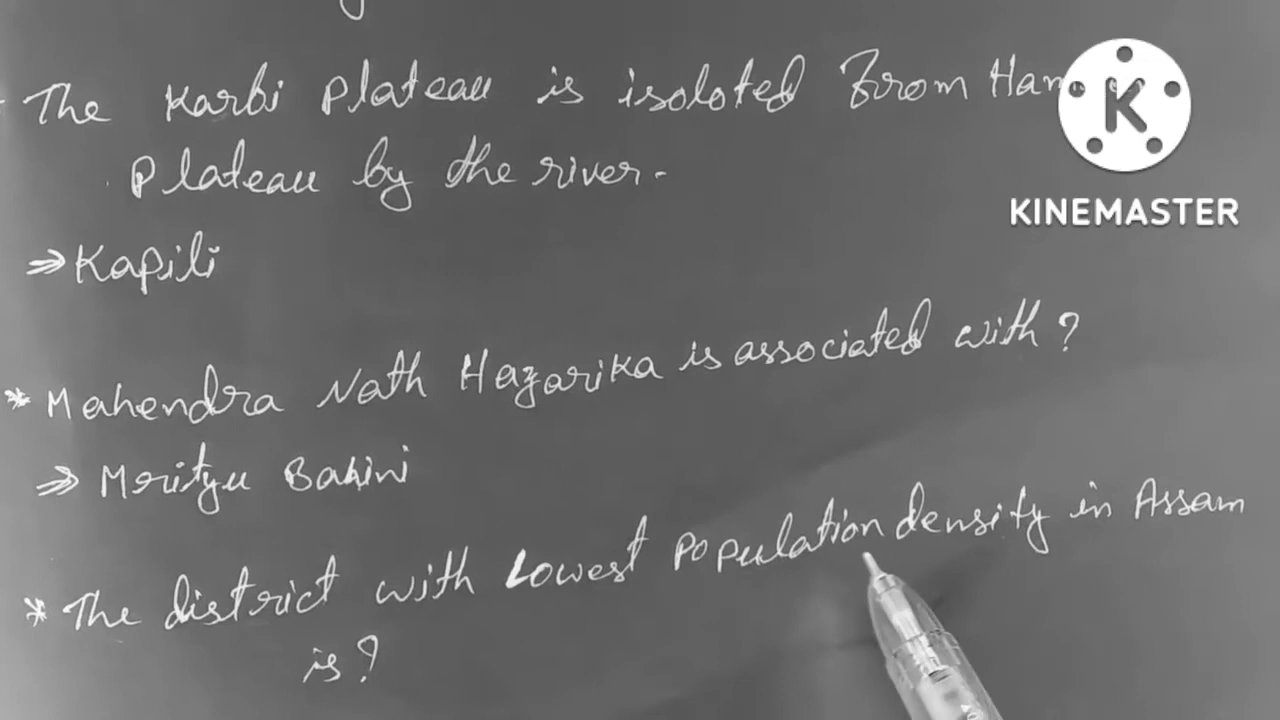 The Karbi Plateau is isolated from
Plateau by the river.
⇒ Kapili
* Mahendra Nath Hazarika is associated with?
⇒ Mrityu Bahini
* The district with Lowest Population density in Assam
is?
K
KINEMASTER